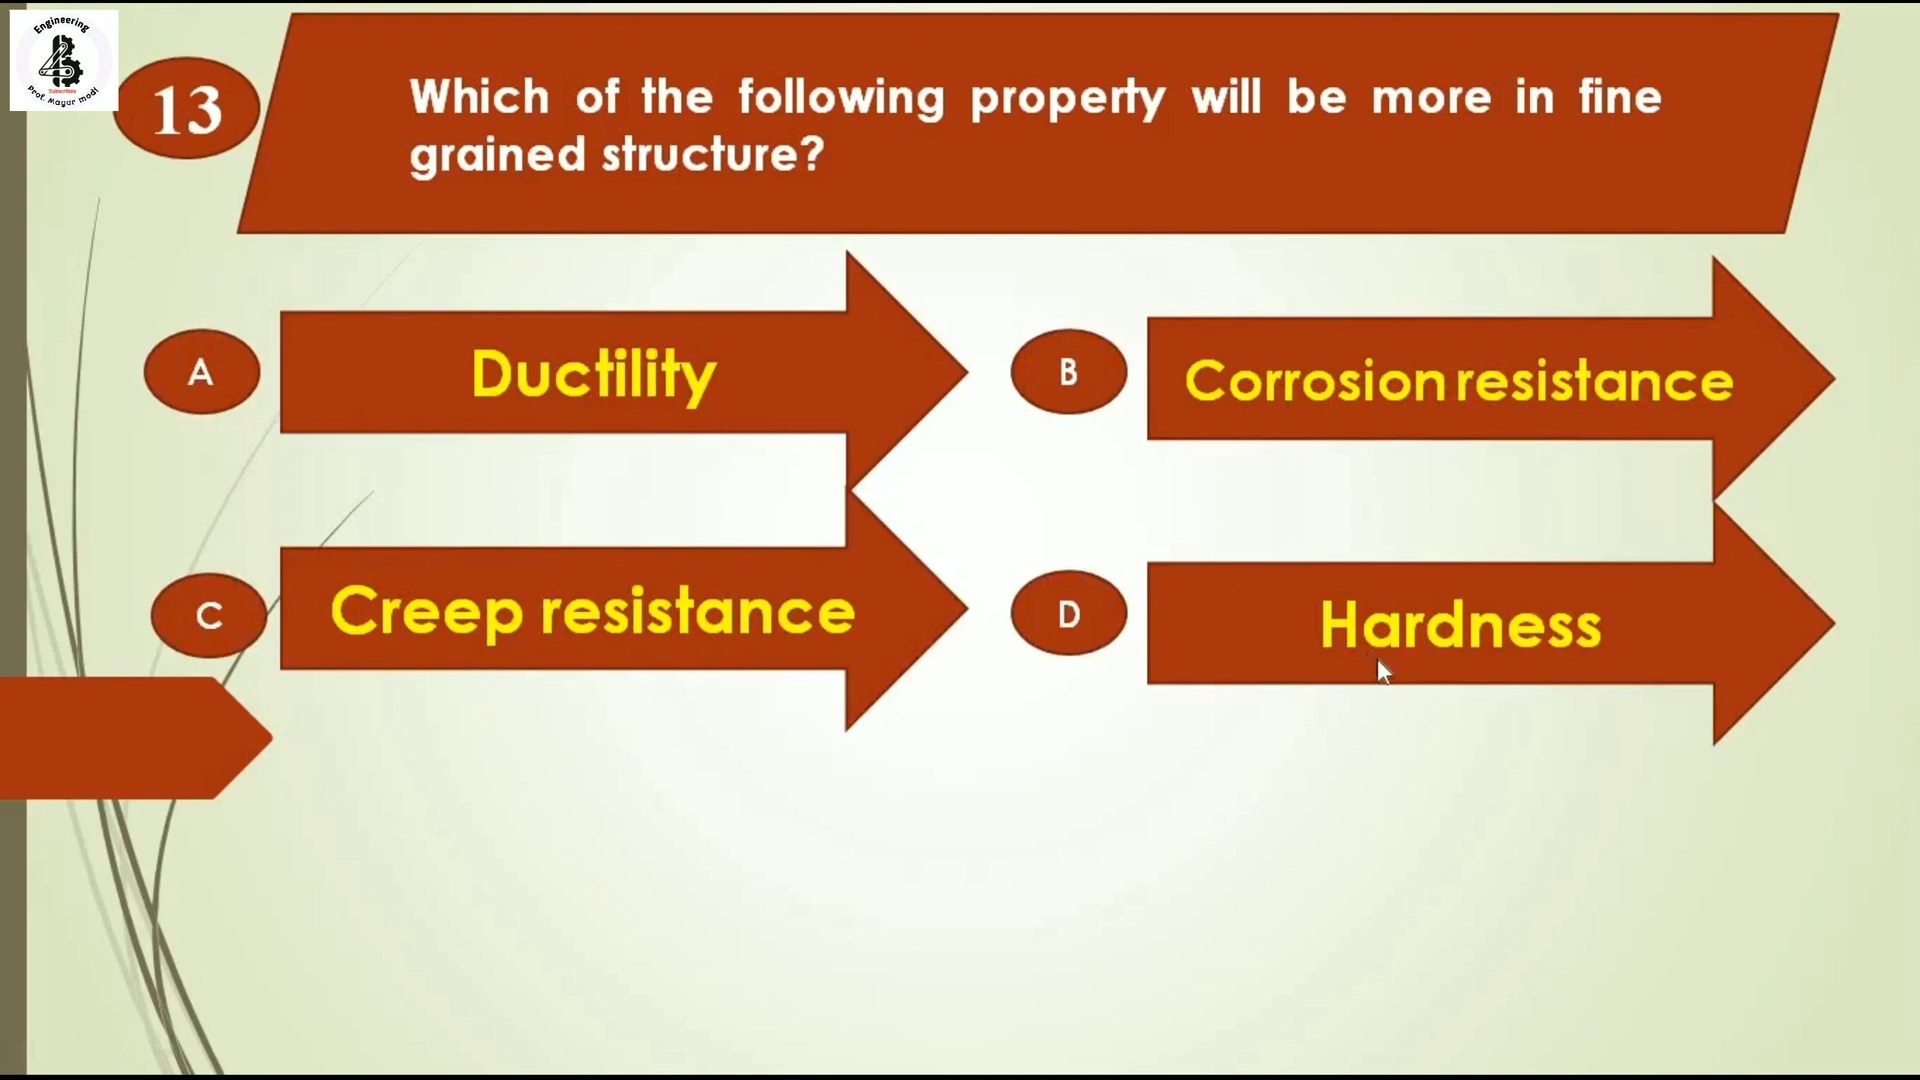 Engineering
Subscribes
Prof. Mayur modi
13
Which of the following property will be more in fine
grained structure?
A
Ductility
B
Corrosion resistance
C
Creep resistance
D
Hardness